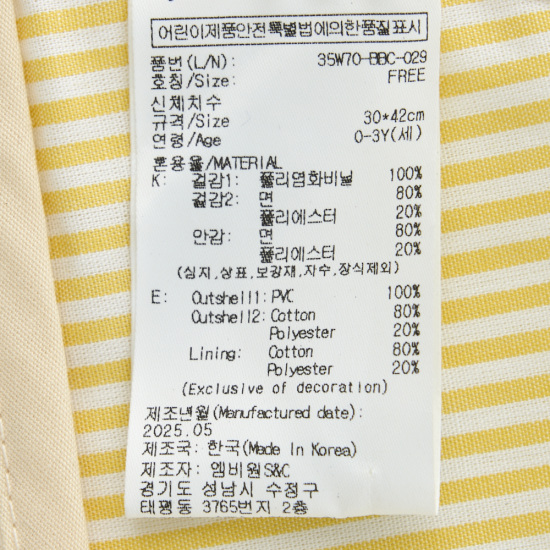 어린이제품안전특별법에의한품질표시
품번(L/N): 35W70-BBC-029
호칭/Size: FREE
신체치수
규격/Size 30*42cm
연령/Age 0-3Y(세)
혼용율/MATERIAL
K: 겉감1: 폴리염화비닐 100%
겉감2: 면 80%
폴리에스터 20%
안감: 면 80%
폴리에스터 20%
(심지,상표,보강재,자수,장식제외)
E: Outshell1: PVC 100%
Outshell2: Cotton 80%
Polyester 20%
Lining: Cotton 80%
Polyester 20%
(Exclusive of decoration)
제조년월(Manufactured date):
2025.05
제조국: 한국(Made In Korea)
제조자: 엠비원S&C
경기도 성남시 수정구
태평동 3765번지 2층